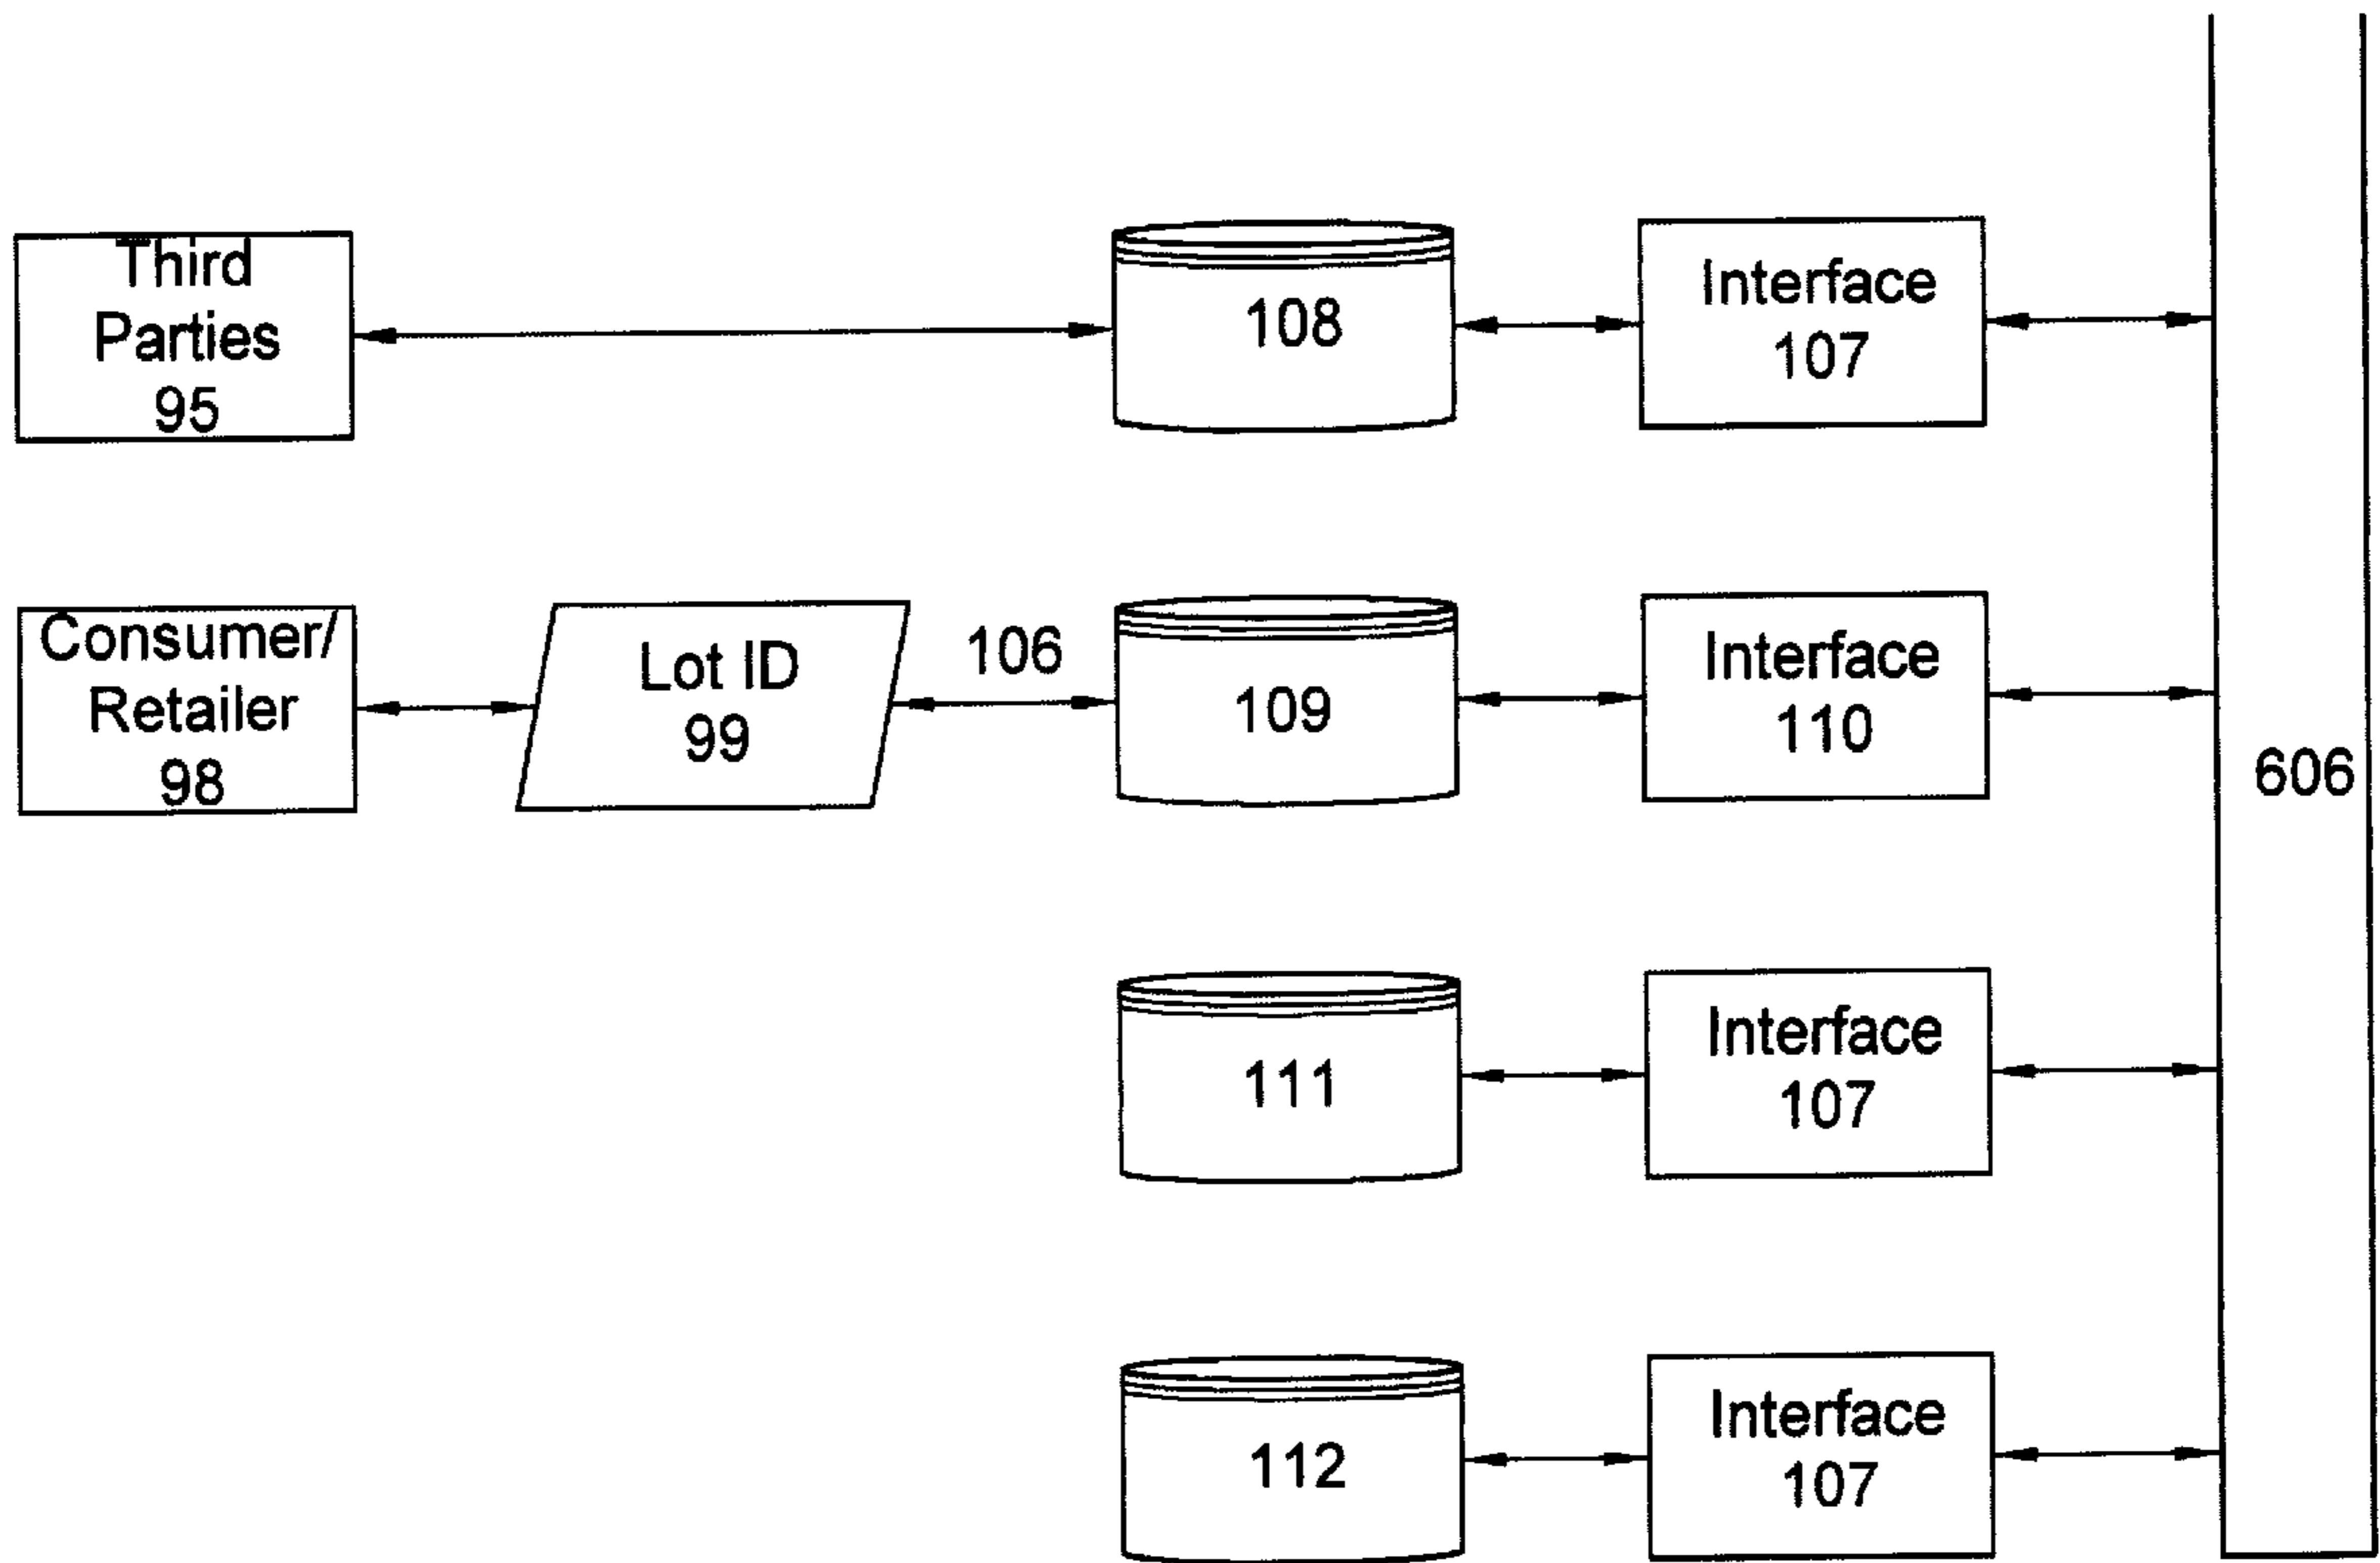 Third
Parties
95
108
Interface
107
Consumer/
Retailer
98
Lot ID
99
106
109
Interface
110
606
111
Interface
107
112
Interface
107